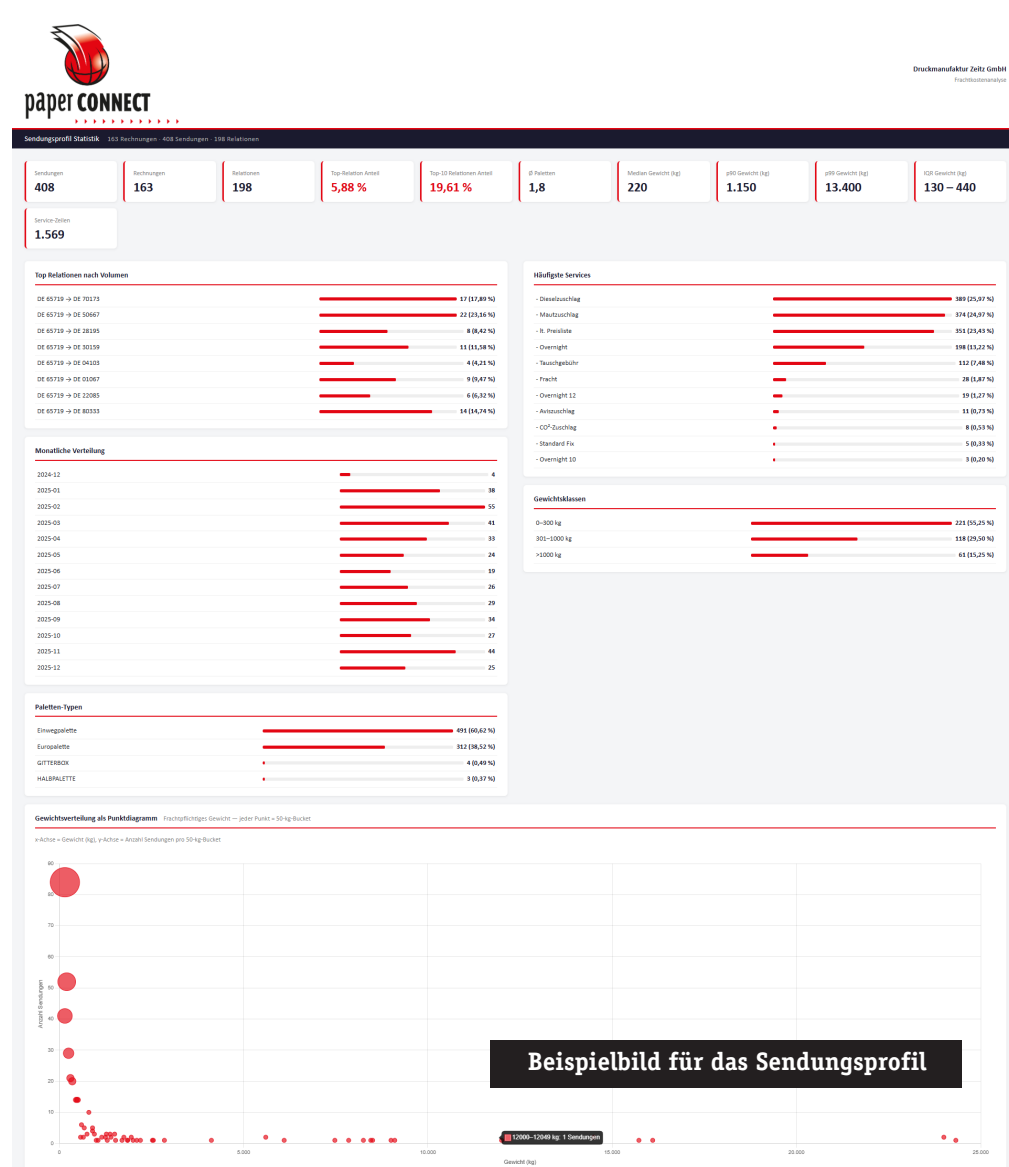 paper CONNECT
Druckmanufaktur Zeitz GmbH
Frachtkostenanalyse
Sendungsprofil Statistik 163 Rechnungen · 408 Sendungen · 198 Relationen
Sendungen
408
Rechnungen
163
Relationen
198
Top-Relation Anteil
5,88 %
Top-10 Relationen Anteil
19,61 %
Ø Paletten
1,8
Median Gewicht (kg)
220
p90 Gewicht (kg)
1.150
p99 Gewicht (kg)
13.400
IQR Gewicht (kg)
130 – 440
Service-Zeilen
1.569
Top Relationen nach Volumen
DE 65719 → DE 70173 17 (17,89 %)
DE 65719 → DE 50667 22 (23,16 %)
DE 65719 → DE 28195 8 (8,42 %)
DE 65719 → DE 30159 11 (11,58 %)
DE 65719 → DE 04103 4 (4,21 %)
DE 65719 → DE 01067 9 (9,47 %)
DE 65719 → DE 22085 6 (6,32 %)
DE 65719 → DE 80333 14 (14,74 %)
Häufigste Services
- Dieselzuschlag 389 (25,97 %)
- Mautzuschlag 374 (24,97 %)
- lt. Preisliste 351 (23,43 %)
- Overnight 198 (13,22 %)
- Tauschgebühr 112 (7,48 %)
- Fracht 28 (1,87 %)
- Overnight 12 19 (1,27 %)
- Aviszuschlag 11 (0,73 %)
- CO²-Zuschlag 8 (0,53 %)
- Standard Fix 5 (0,33 %)
- Overnight 10 3 (0,20 %)
Monatliche Verteilung
2024-12 4
2025-01 38
2025-02 55
2025-03 41
2025-04 33
2025-05 24
2025-06 19
2025-07 26
2025-08 29
2025-09 34
2025-10 27
2025-11 44
2025-12 25
Gewichtsklassen
0–300 kg 221 (55,25 %)
301–1000 kg 118 (29,50 %)
>1000 kg 61 (15,25 %)
Paletten-Typen
Einwegpalette 491 (60,62 %)
Europalette 312 (38,52 %)
GITTERBOX 4 (0,49 %)
HALBPALETTE 3 (0,37 %)
Gewichtsverteilung als Punktdiagramm Frachtpflichtiges Gewicht — jeder Punkt = 50-kg-Bucket
x-Achse = Gewicht (kg), y-Achse = Anzahl Sendungen pro 50-kg-Bucket
90
80
70
60
50
40
30
20
10
0
Anzahl Sendungen
Beispielbild für das Sendungsprofil
12000–12049 kg: 1 Sendungen
0 5.000 10.000 15.000 20.000 25.000
Gewicht (kg)